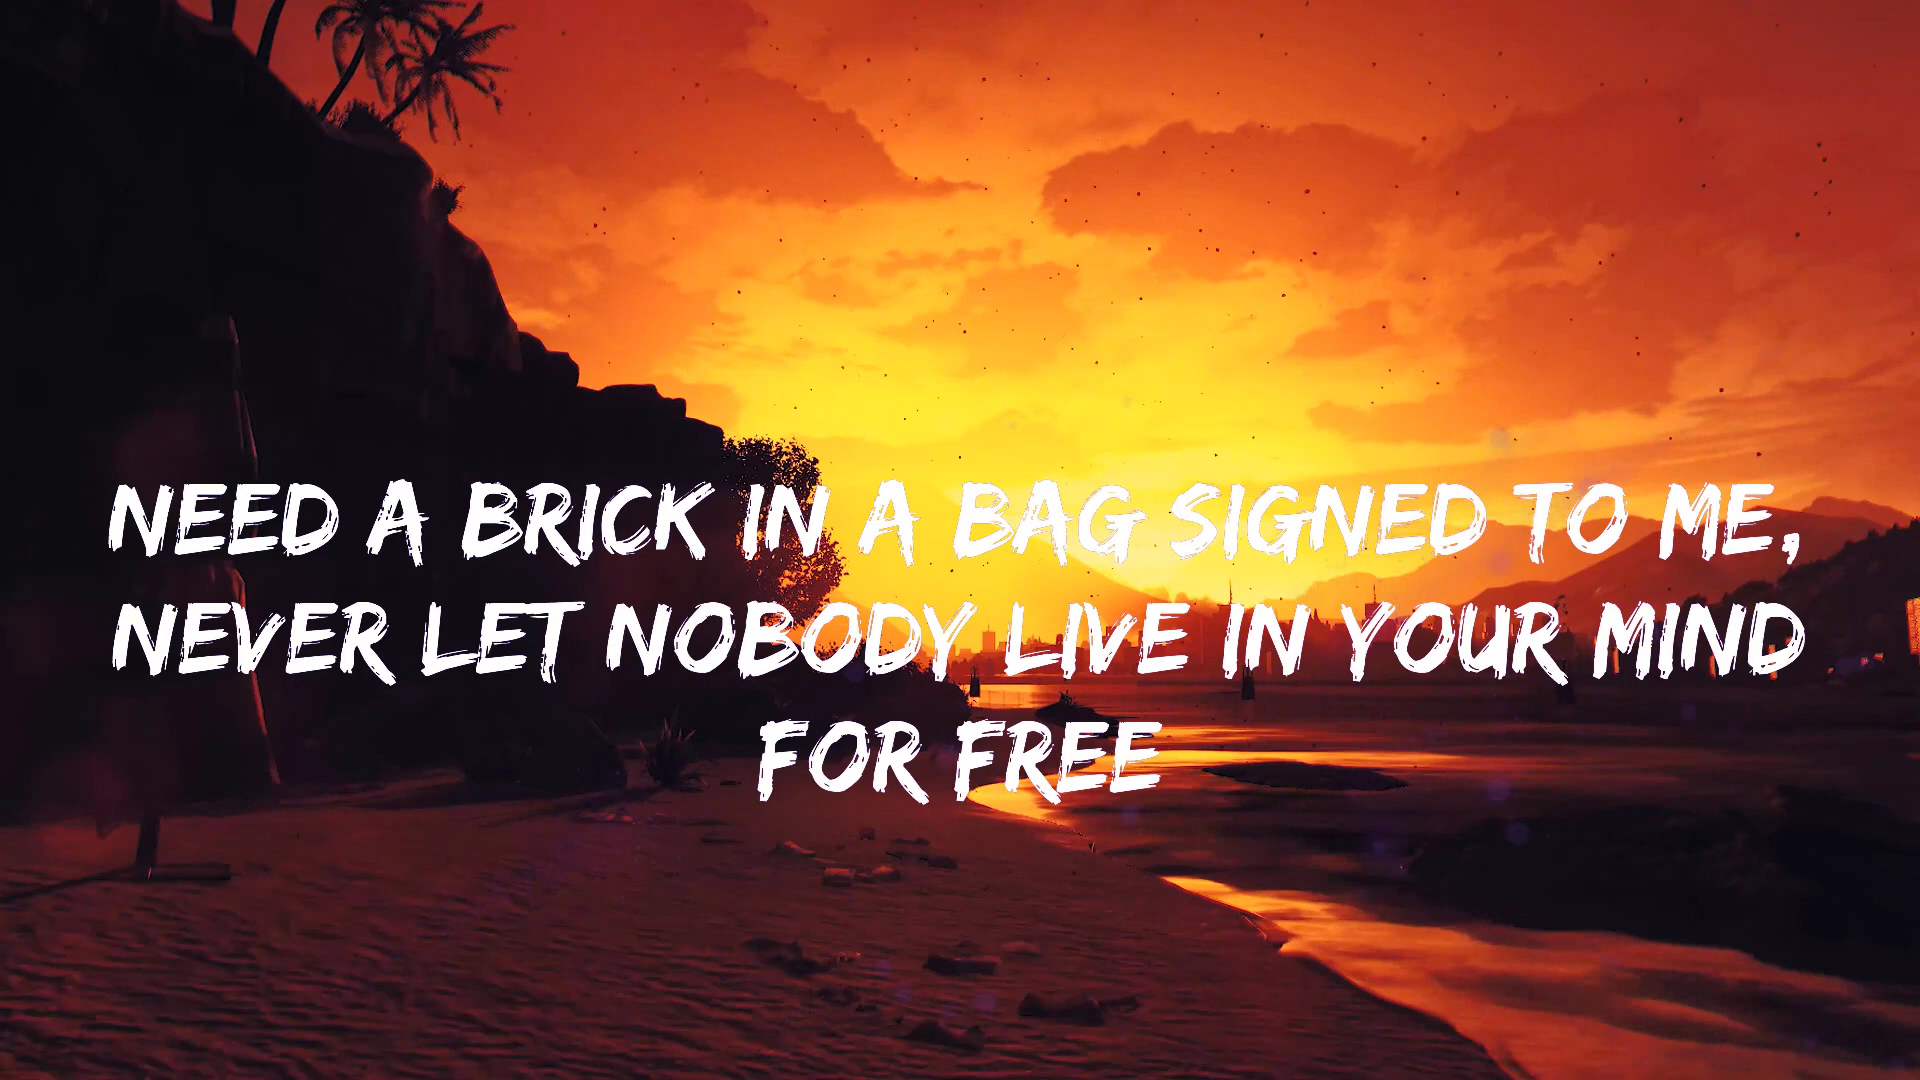 NEED A BRICK IN A BAG SIGNED TO ME,
NEVER LET NOBODY LIVE IN YOUR MIND
FOR FREE